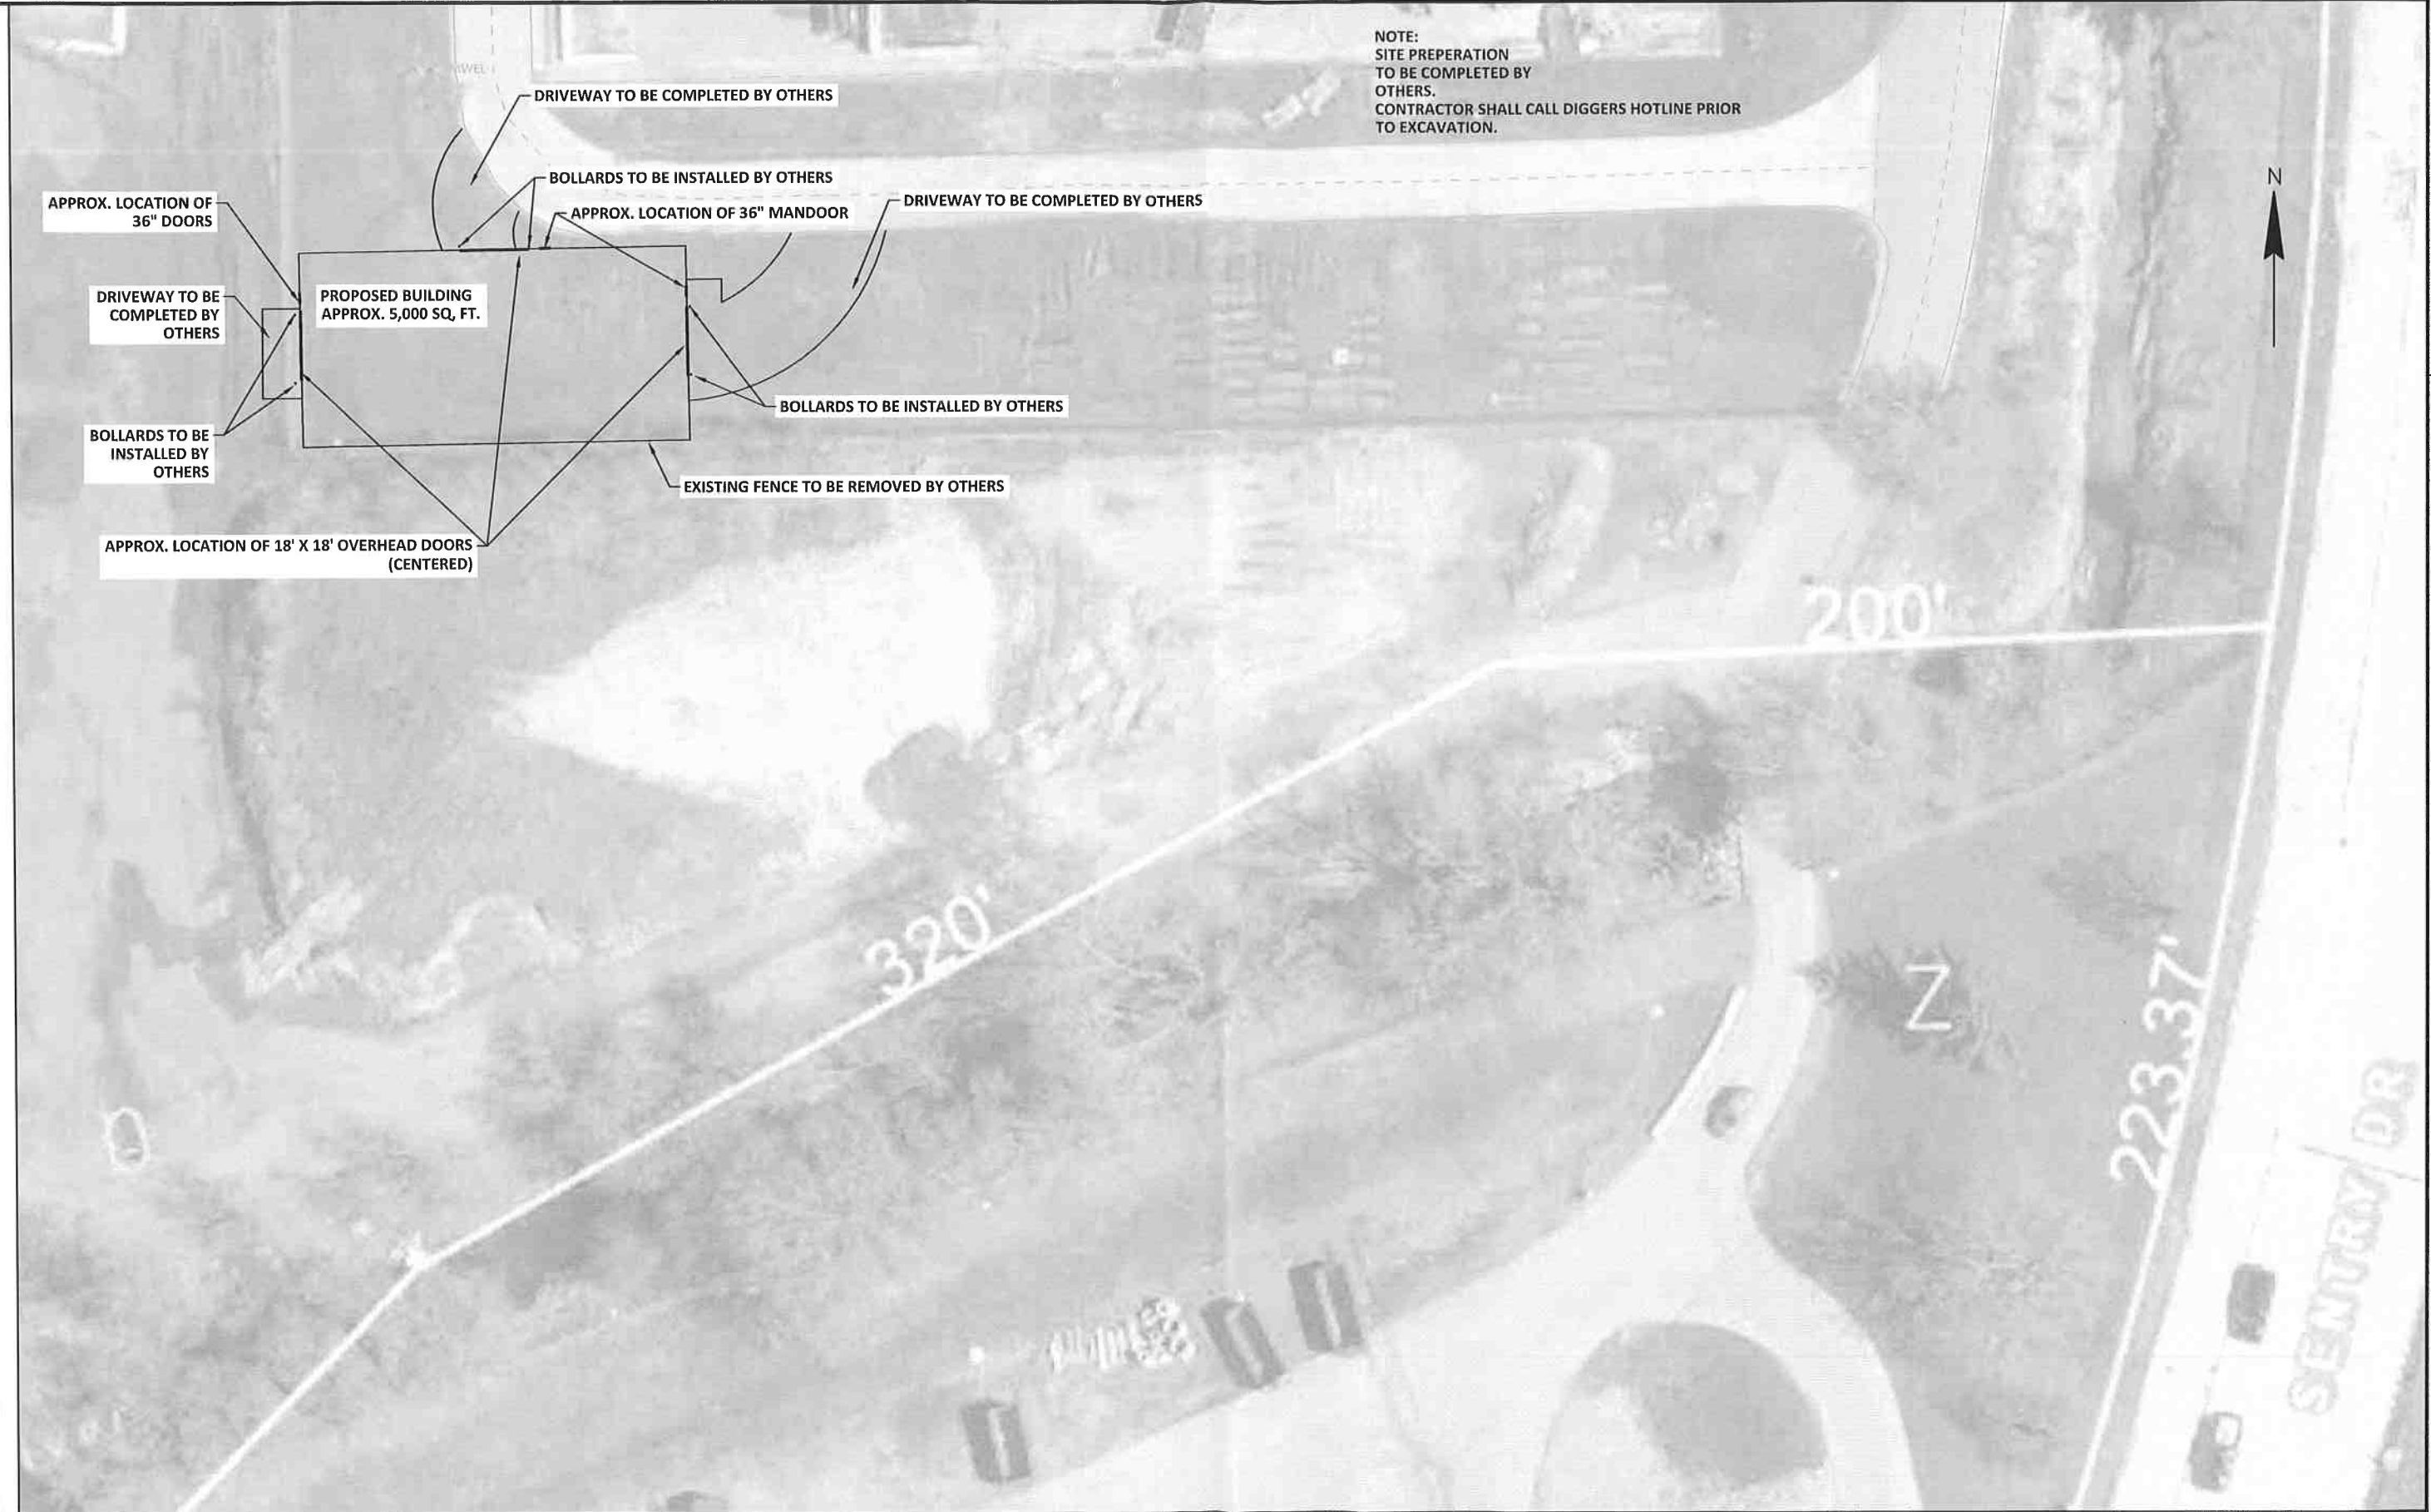 NOTE:
SITE PREPERATION
TO BE COMPLETED BY
OTHERS.
CONTRACTOR SHALL CALL DIGGERS HOTLINE PRIOR
TO EXCAVATION.
DRIVEWAY TO BE COMPLETED BY OTHERS
BOLLARDS TO BE INSTALLED BY OTHERS
N
APPROX. LOCATION OF
36" DOORS
APPROX. LOCATION OF 36" MANDOOR
DRIVEWAY TO BE COMPLETED BY OTHERS
DRIVEWAY TO BE
COMPLETED BY
OTHERS
PROPOSED BUILDING
APPROX. 5,000 SQ, FT.
BOLLARDS TO BE INSTALLED BY OTHERS
BOLLARDS TO BE
INSTALLED BY
OTHERS
EXISTING FENCE TO BE REMOVED BY OTHERS
APPROX. LOCATION OF 18' X 18' OVERHEAD DOORS
(CENTERED)
200'
320'
Z
223.37'
SENTRY DR